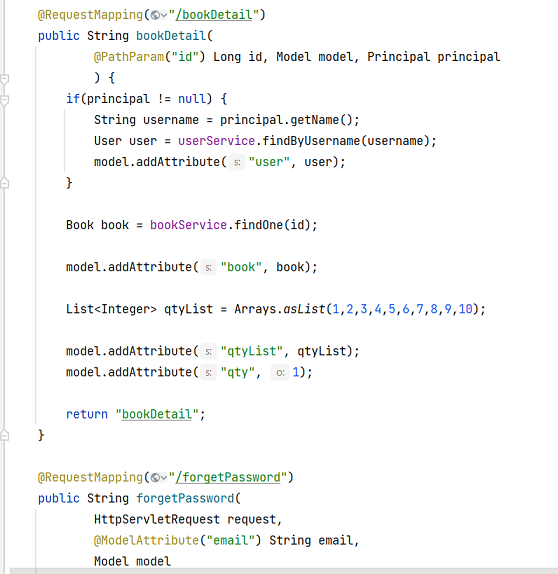 @RequestMapping("/bookDetail")
public String bookDetail(
        @PathParam("id") Long id, Model model, Principal principal
        ) {
    if(principal != null) {
        String username = principal.getName();
        User user = userService.findByUsername(username);
        model.addAttribute( s: "user", user);
    }

    Book book = bookService.findOne(id);

    model.addAttribute( s: "book", book);

    List<Integer> qtyList = Arrays.asList(1,2,3,4,5,6,7,8,9,10);

    model.addAttribute( s: "qtyList", qtyList);
    model.addAttribute( s: "qty", o: 1);

    return "bookDetail";
}

@RequestMapping("/forgetPassword")
public String forgetPassword(
        HttpServletRequest request,
        @ModelAttribute("email") String email,
        Model model